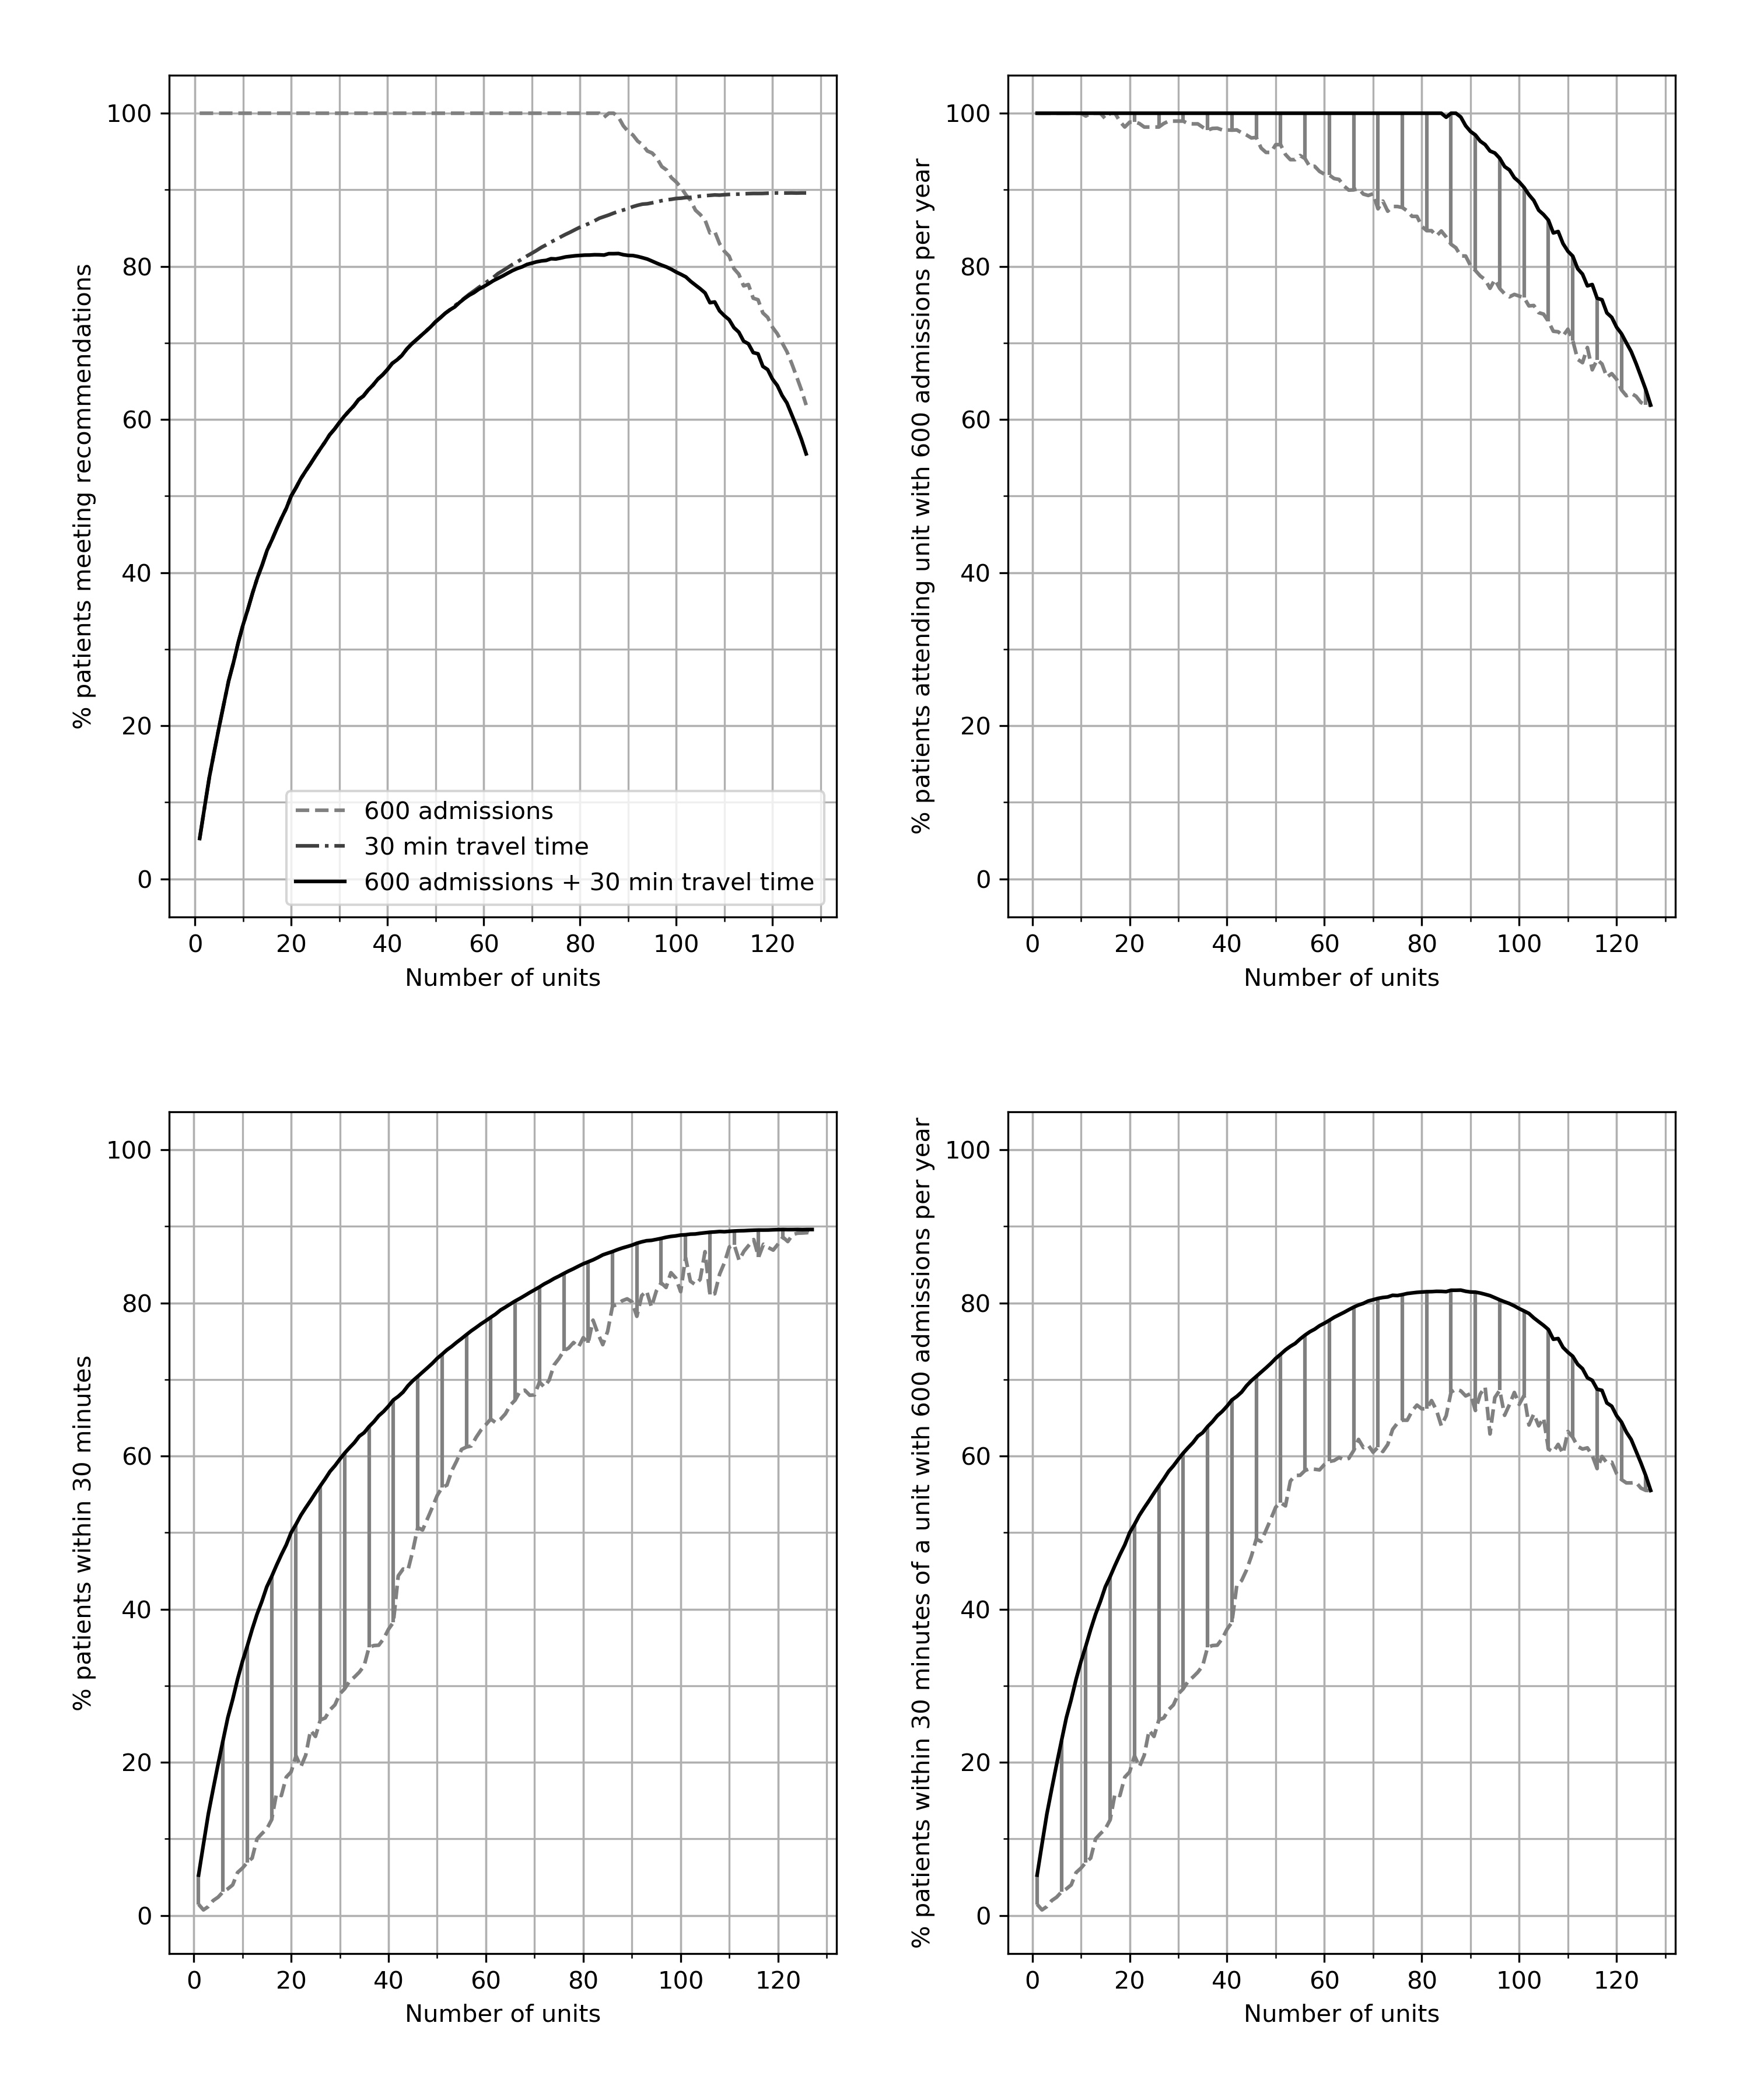 % patients meeting recommendations
100
80
60
40
20
0
600 admissions
30 min travel time
600 admissions + 30 min travel time
0 20 40 60 80 100 120
Number of units
% patients attending unit with 600 admissions per year
100
80
60
40
20
0
0 20 40 60 80 100 120
Number of units
% patients within 30 minutes
100
80
60
40
20
0
0 20 40 60 80 100 120
Number of units
% patients within 30 minutes of a unit with 600 admissions per year
100
80
60
40
20
0
0 20 40 60 80 100 120
Number of units